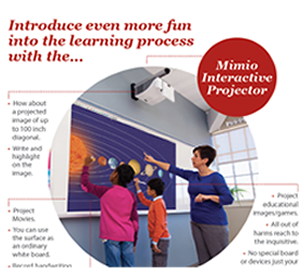 Introduce even more fun
into the learning process
with the...
Mimio
Interactive
Projector
• How about
a projected
image of up
to 100 inch
diagonal.
• Write and
highlight
on the
image.
• Project
Movies.
• You can use
the surface as
an ordinary
white board.
• Record handwriting
• Project
educational
images/games.
• All out of
harms reach to
the inquisitive.
• No special board
or devices just your